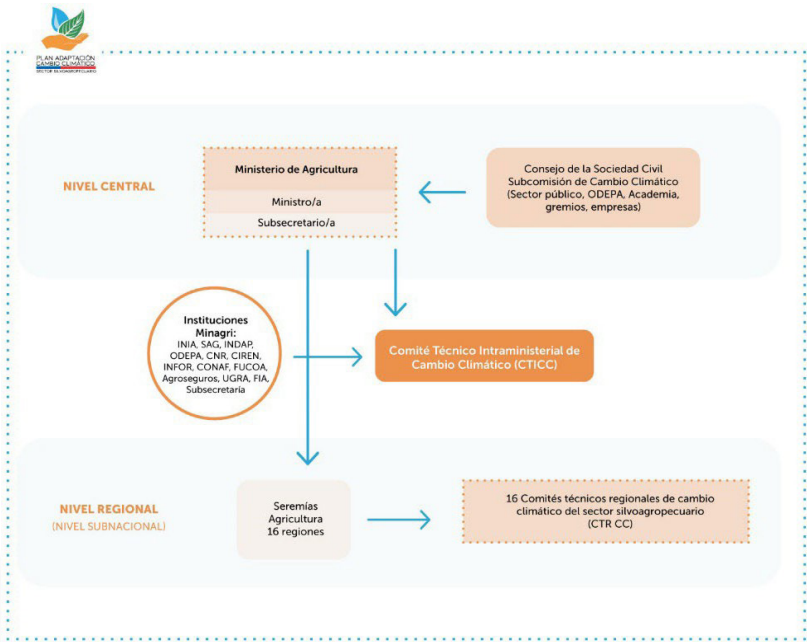 PLAN ADAPTACIÓN
CAMBIO CLIMÁTICO
SECTOR SILVOAGROPECUARIO
NIVEL CENTRAL
Ministerio de Agricultura
Ministro/a
Subsecretario/a
Consejo de la Sociedad Civil
Subcomisión de Cambio Climático
(Sector público, ODEPA, Academia,
gremios, empresas)
Instituciones
Minagri:
INIA, SAG, INDAP,
ODEPA, CNR, CIREN,
INFOR, CONAF, FUCOA,
Agroseguros, UGRA, FIA,
Subsecretaría
Comité Técnico Intraministerial de
Cambio Climático (CTICC)
NIVEL REGIONAL
(NIVEL SUBNACIONAL)
Seremías
Agricultura
16 regiones
16 Comités técnicos regionales de cambio
climático del sector silvoagropecuario
(CTR CC)